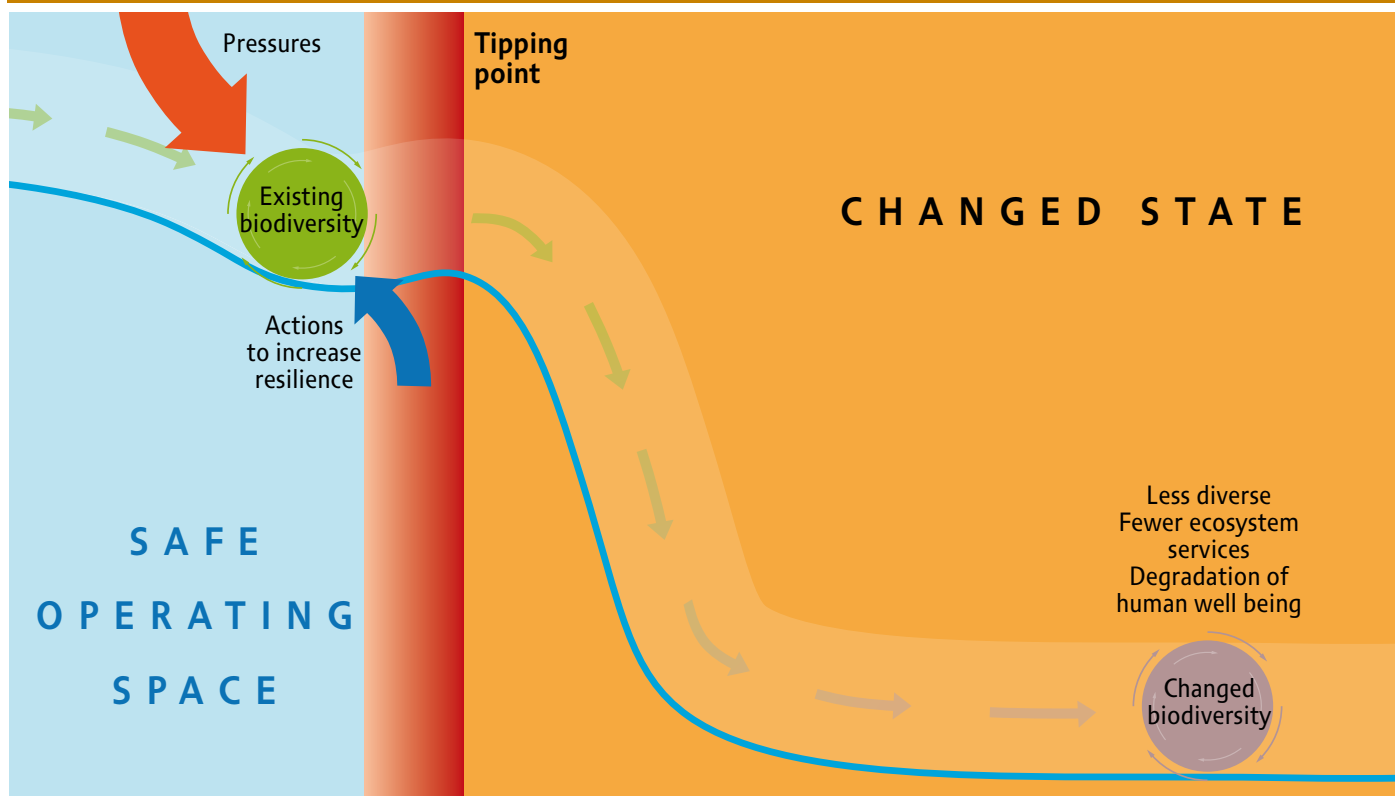 Pressures
Tipping
point
Existing
biodiversity
CHANGED STATE
Actions
to increase
resilience
SAFE
OPERATING
SPACE
Less diverse
Fewer ecosystem
services
Degradation of
human well being
Changed
biodiversity